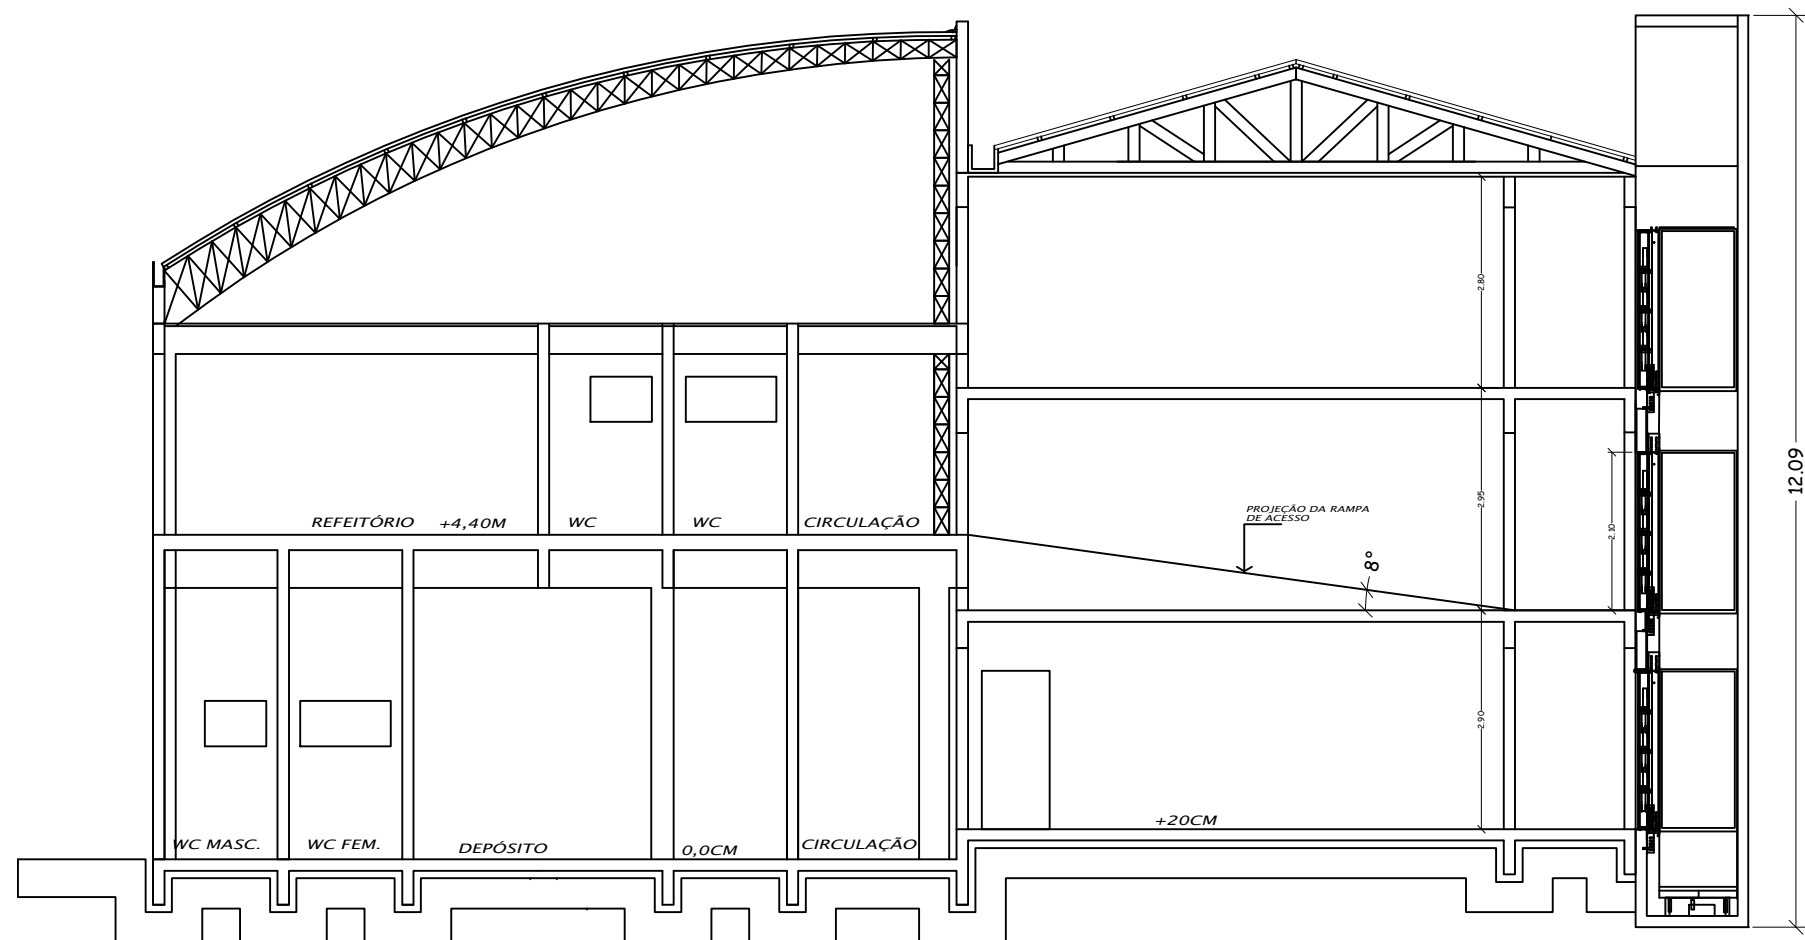 2.80
12.09
REFEITÓRIO +4,40M WC WC CIRCULAÇÃO
2.95
PROJEÇÃO DA RAMPA
DE ACESSO
2.10
8°
2.90
WC MASC. WC FEM. DEPÓSITO 0,0CM CIRCULAÇÃO
+20CM